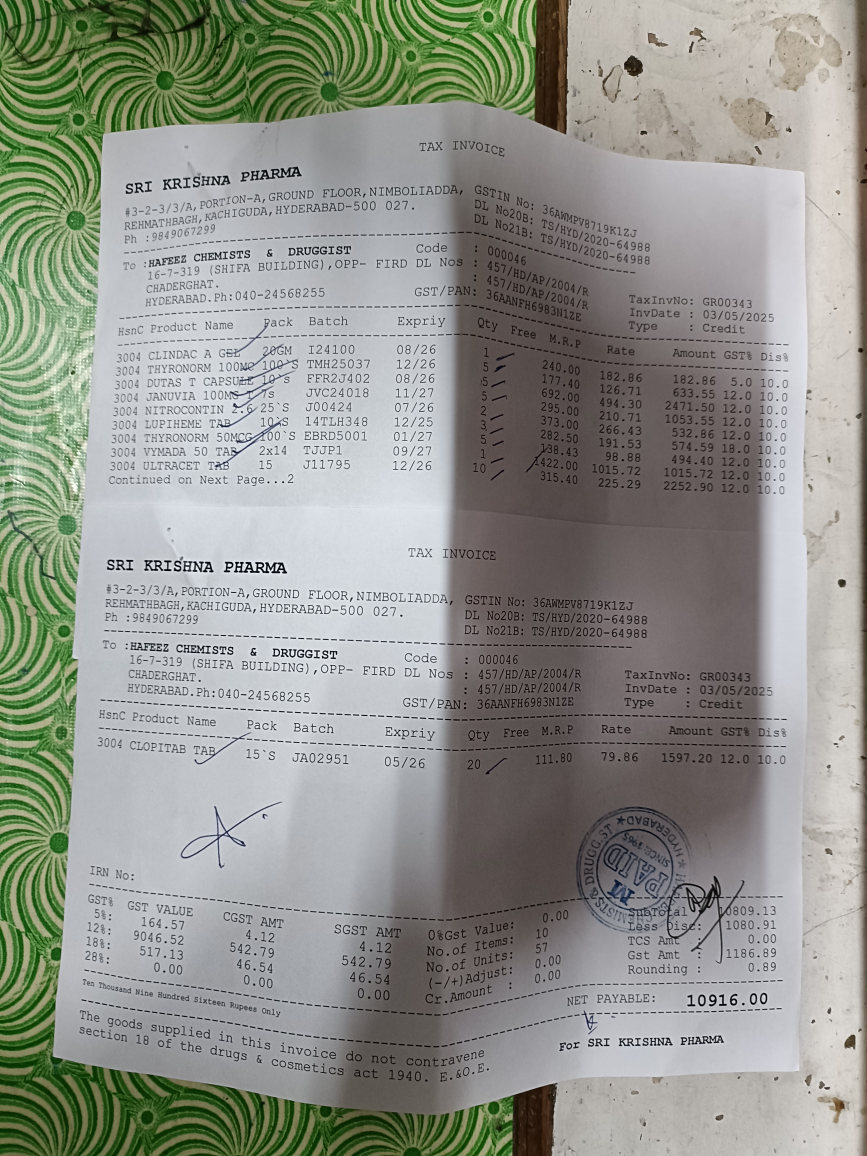 TAX INVOICE
SRI KRISHNA PHARMA
#3-2-3/3/A, PORTION-A, GROUND FLOOR, NIMBOLIADDA, GSTIN No: 36AWMPV8719K1ZJ
REHMATHBAGH, KACHIGUDA, HYDERABAD-500 027. DL No20B: TS/HYD/2020-64988
Ph :9849067299 DL No21B: TS/HYD/2020-64988
To :HAFEEZ CHEMISTS & DRUGGIST Code : 000046
16-7-319 (SHIFA BUILDING),OPP- FIRD DL Nos : 457/HD/AP/2004/R TaxInvNo: GR00343
CHADERGHAT. : 457/HD/AP/2004/R InvDate : 03/05/2025
HYDERABAD.Ph:040-24568255 GST/PAN: 36AANFH6983N1ZE Type : Credit
HsnC Product Name Pack Batch Expriy Qty Free M.R.P Rate Amount GST% Dis%
3004 CLINDAC A GEL 20GM I24100 08/26 1 240.00 182.86 182.86 5.0 10.0
3004 THYRONORM 100MC 100`S TMH25037 12/26 5 177.40 126.71 633.55 12.0 10.0
3004 DUTAS T CAPSULE 10`s FFR2J402 08/26 5 692.00 494.30 2471.50 12.0 10.0
3004 JANUVIA 100MS T 7s JVC24018 11/27 5 295.00 210.71 1053.55 12.0 10.0
3004 NITROCONTIN 2.6 25`S J00424 07/26 2 373.00 266.43 532.86 12.0 10.0
3004 LUPIHEME TAB 10`S 14TLH348 12/25 3 282.50 191.53 574.59 18.0 10.0
3004 THYRONORM 50MCG 100`S EBRD5001 01/27 5 138.43 98.88 494.40 12.0 10.0
3004 VYMADA 50 TAB 2x14 TJJP1 09/27 1 1422.00 1015.72 1015.72 12.0 10.0
3004 ULTRACET TAB 15 J11795 12/26 10 315.40 225.29 2252.90 12.0 10.0
Continued on Next Page...2
TAX INVOICE
SRI KRISHNA PHARMA
#3-2-3/3/A, PORTION-A, GROUND FLOOR, NIMBOLIADDA, GSTIN No: 36AWMPV8719K1ZJ
REHMATHBAGH, KACHIGUDA, HYDERABAD-500 027. DL No20B: TS/HYD/2020-64988
Ph :9849067299 DL No21B: TS/HYD/2020-64988
To :HAFEEZ CHEMISTS & DRUGGIST Code : 000046
16-7-319 (SHIFA BUILDING),OPP- FIRD DL Nos : 457/HD/AP/2004/R TaxInvNo: GR00343
CHADERGHAT. : 457/HD/AP/2004/R InvDate : 03/05/2025
HYDERABAD.Ph:040-24568255 GST/PAN: 36AANFH6983N1ZE Type : Credit
HsnC Product Name Pack Batch Expriy Qty Free M.R.P Rate Amount GST% Dis%
3004 CLOPITAB TAB 15`S JA02951 05/26 20 111.80 79.86 1597.20 12.0 10.0
HYDERABAD
SINCE:1965
M
PAID
CHEMISTS & DRUGG.ST
IRN No:
GST% GST VALUE CGST AMT SGST AMT 0%Gst Value: 0.00 SubTotal 10809.13
5%: 164.57 4.12 4.12 No.of Items: 10 Less Disc: 1080.91
12%: 9046.52 542.79 542.79 No.of Units: 57 TCS Amt : 0.00
18%: 517.13 46.54 46.54 (-/+)Adjust: 0.00 Gst Amt : 1186.89
28%: 0.00 0.00 0.00 Cr.Amount : 0.00 Rounding : 0.89
Ten Thousand Nine Hundred Sixteen Rupees Only NET PAYABLE: 10916.00
The goods supplied in this invoice do not contravene
section 18 of the drugs & cosmetics act 1940. E.&O.E. For SRI KRISHNA PHARMA